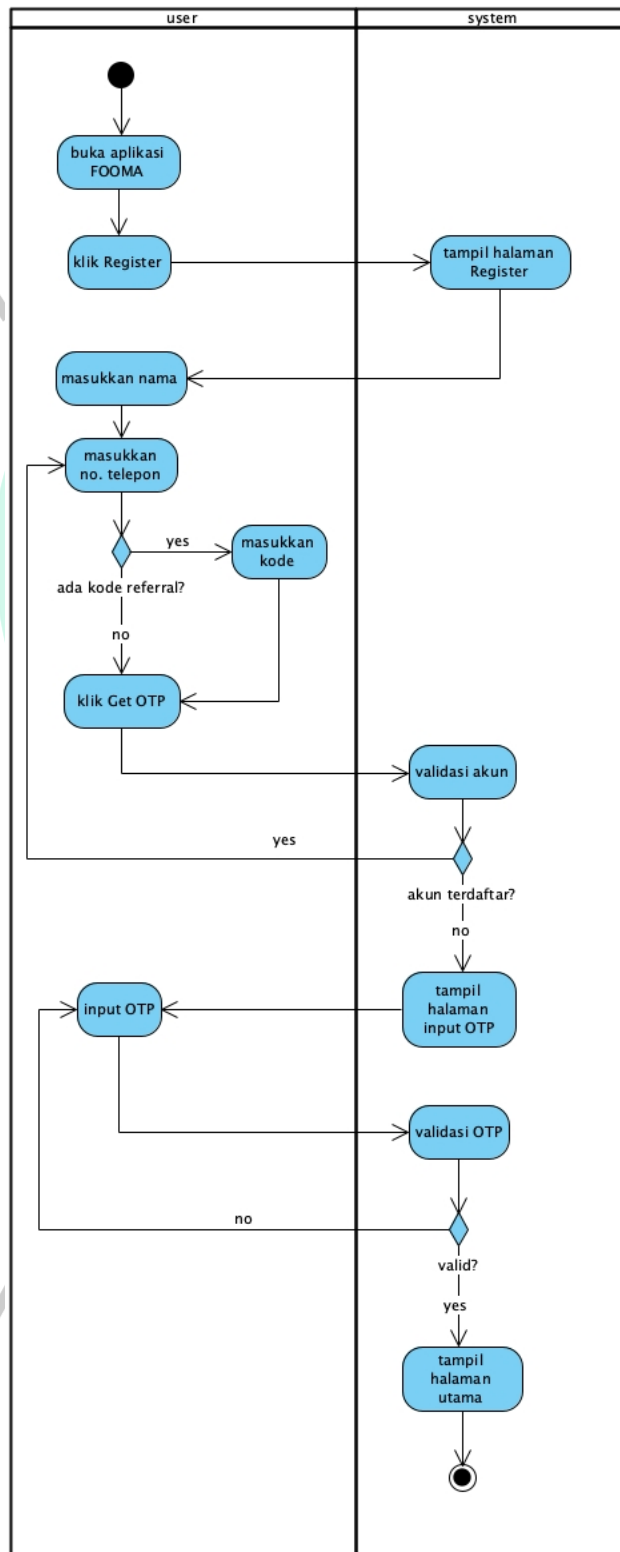 user
system
buka aplikasi
FOOMA
klik Register
tampil halaman
Register
masukkan nama
masukkan
no. telepon
yes
masukkan
kode
ada kode referral?
no
klik Get OTP
validasi akun
yes
akun terdaftar?
no
input OTP
tampil
halaman
input OTP
validasi OTP
no
valid?
yes
tampil
halaman
utama